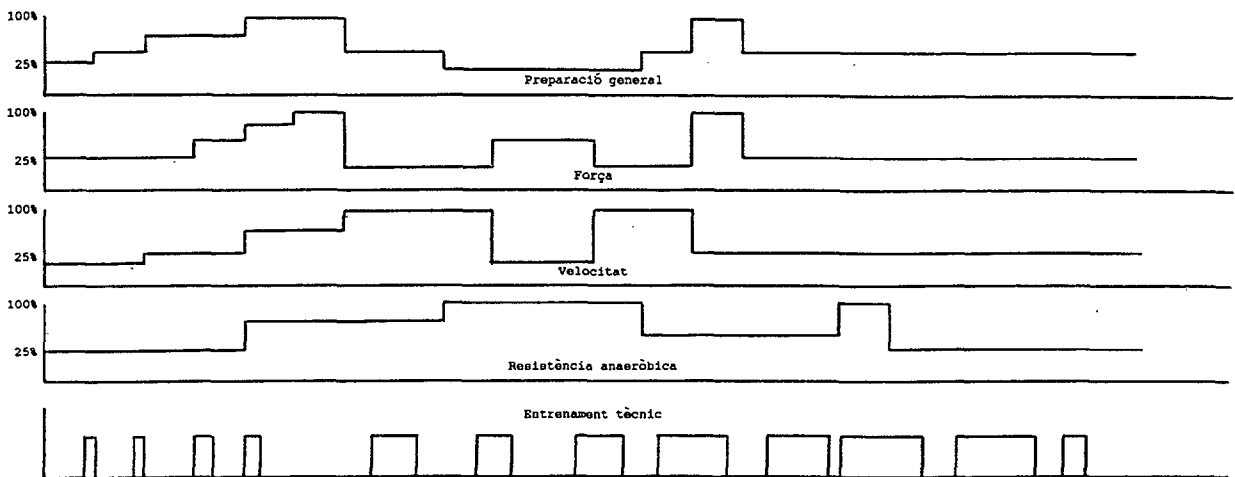 100%
25%
Preparació general
100%
25%
Força
100%
25%
Velocitat
100%
25%
Resistència anaeròbica
Entrenament tècnic